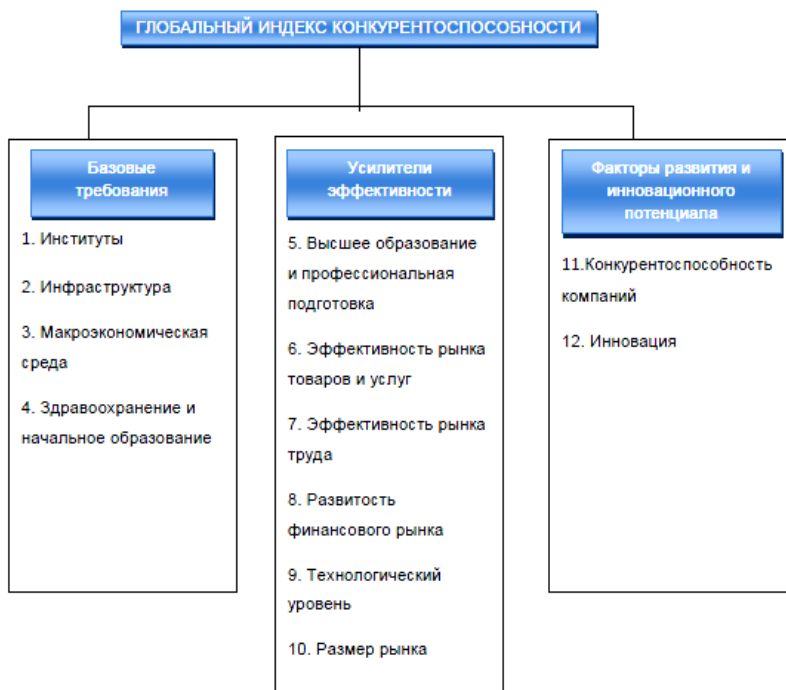 ГЛОБАЛЬНЫЙ ИНДЕКС КОНКУРЕНТОСПОСОБНОСТИ
Базовые
требования
1. Институты
2. Инфраструктура
3. Макроэкономическая
среда
4. Здравоохранение и
начальное образование
Усилители
эффективности
5. Высшее образование
и профессиональная
подготовка
6. Эффективность рынка
товаров и услуг
7. Эффективность рынка
труда
8. Развитость
финансового рынка
9. Технологический
уровень
10. Размер рынка
Факторы развития и
инновационного
потенциала
11.Конкурентоспособность
компаний
12. Инновация